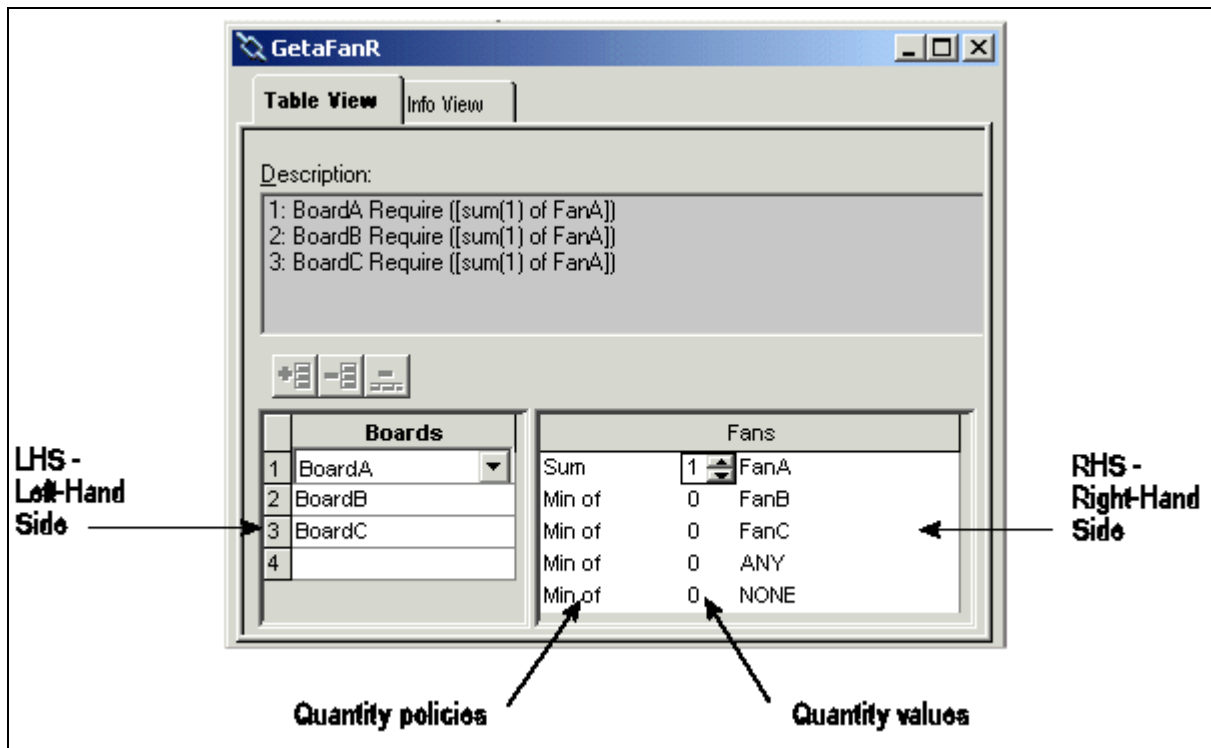 GetaFanR
Table View
Info View
Description:
1: BoardA Require ([sum(1) of FanA])
2: BoardB Require ([sum(1) of FanA])
3: BoardC Require ([sum(1) of FanA])
Boards
1 BoardA
2 BoardB
3 BoardC
4
Fans
Sum 1 FanA
Min of 0 FanB
Min of 0 FanC
Min of 0 ANY
Min of 0 NONE
LHS -
Left-Hand
Side
RHS -
Right-Hand
Side
Quantity policies
Quantity values